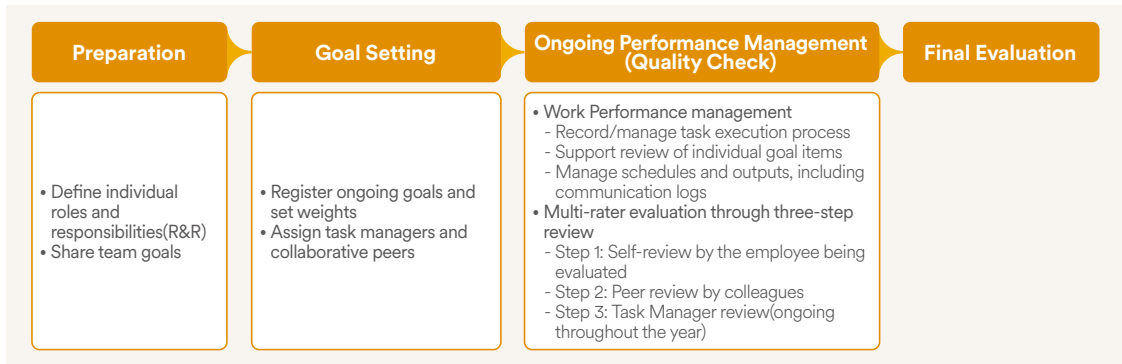 Preparation
Goal Setting
Ongoing Performance Management
(Quality Check)
Final Evaluation
• Define individual
roles and
responsibilities(R&R)
• Share team goals
• Register ongoing goals and
set weights
• Assign task managers and
collaborative peers
• Work Performance management
- Record/manage task execution process
- Support review of individual goal items
- Manage schedules and outputs, including
communication logs
• Multi-rater evaluation through three-step
review
- Step 1: Self-review by the employee being
evaluated
- Step 2: Peer review by colleagues
- Step 3: Task Manager review(ongoing
throughout the year)